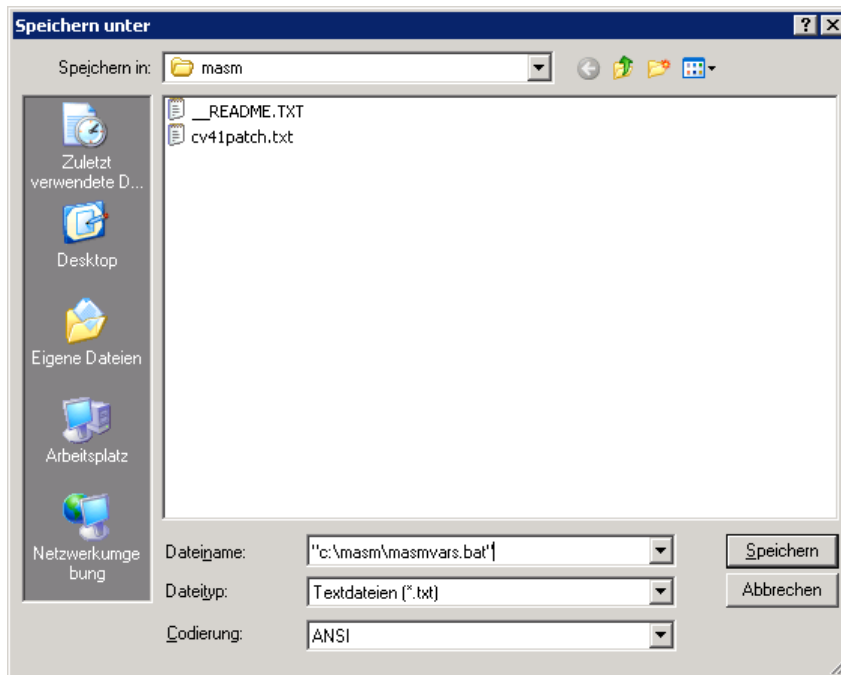 Speichern unter
Speichern in:
masm
__README.TXT
cv41patch.txt
Zuletzt
verwendete D...
Desktop
Eigene Dateien
Arbeitsplatz
Netzwerkumge
bung
Dateiname:
"c:\masm\masmvars.bat"
Speichern
Dateityp:
Textdateien (*.txt)
Abbrechen
Codierung:
ANSI